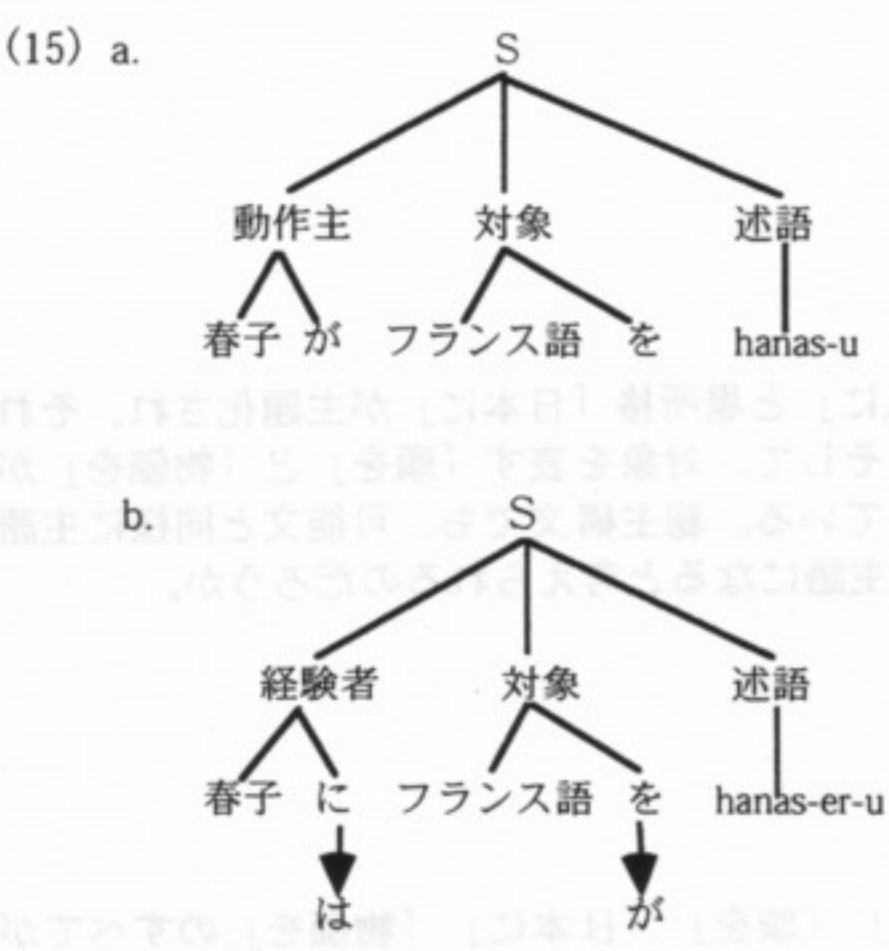 (15) a.
S
動作主 対象 述語
春子 が フランス語 を hanas-u
b.
S
経験者 対象 述語
春子 に フランス語 を hanas-er-u
は が